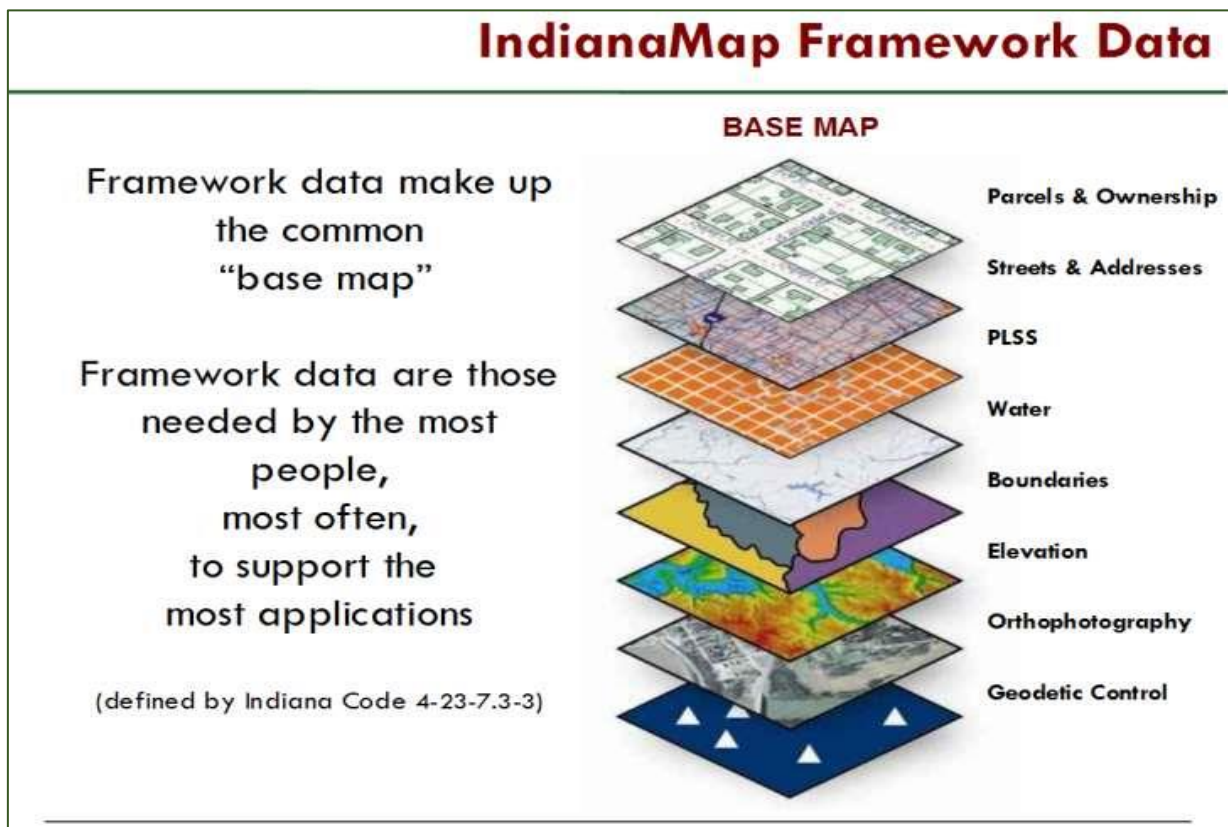 IndianaMap Framework Data
BASE MAP
Framework data make up
the common
“base map”
Framework data are those
needed by the most
people,
most often,
to support the
most applications
(defined by Indiana Code 4-23-7.3-3)
Parcels & Ownership
Streets & Addresses
PLSS
Water
Boundaries
Elevation
Orthophotography
Geodetic Control